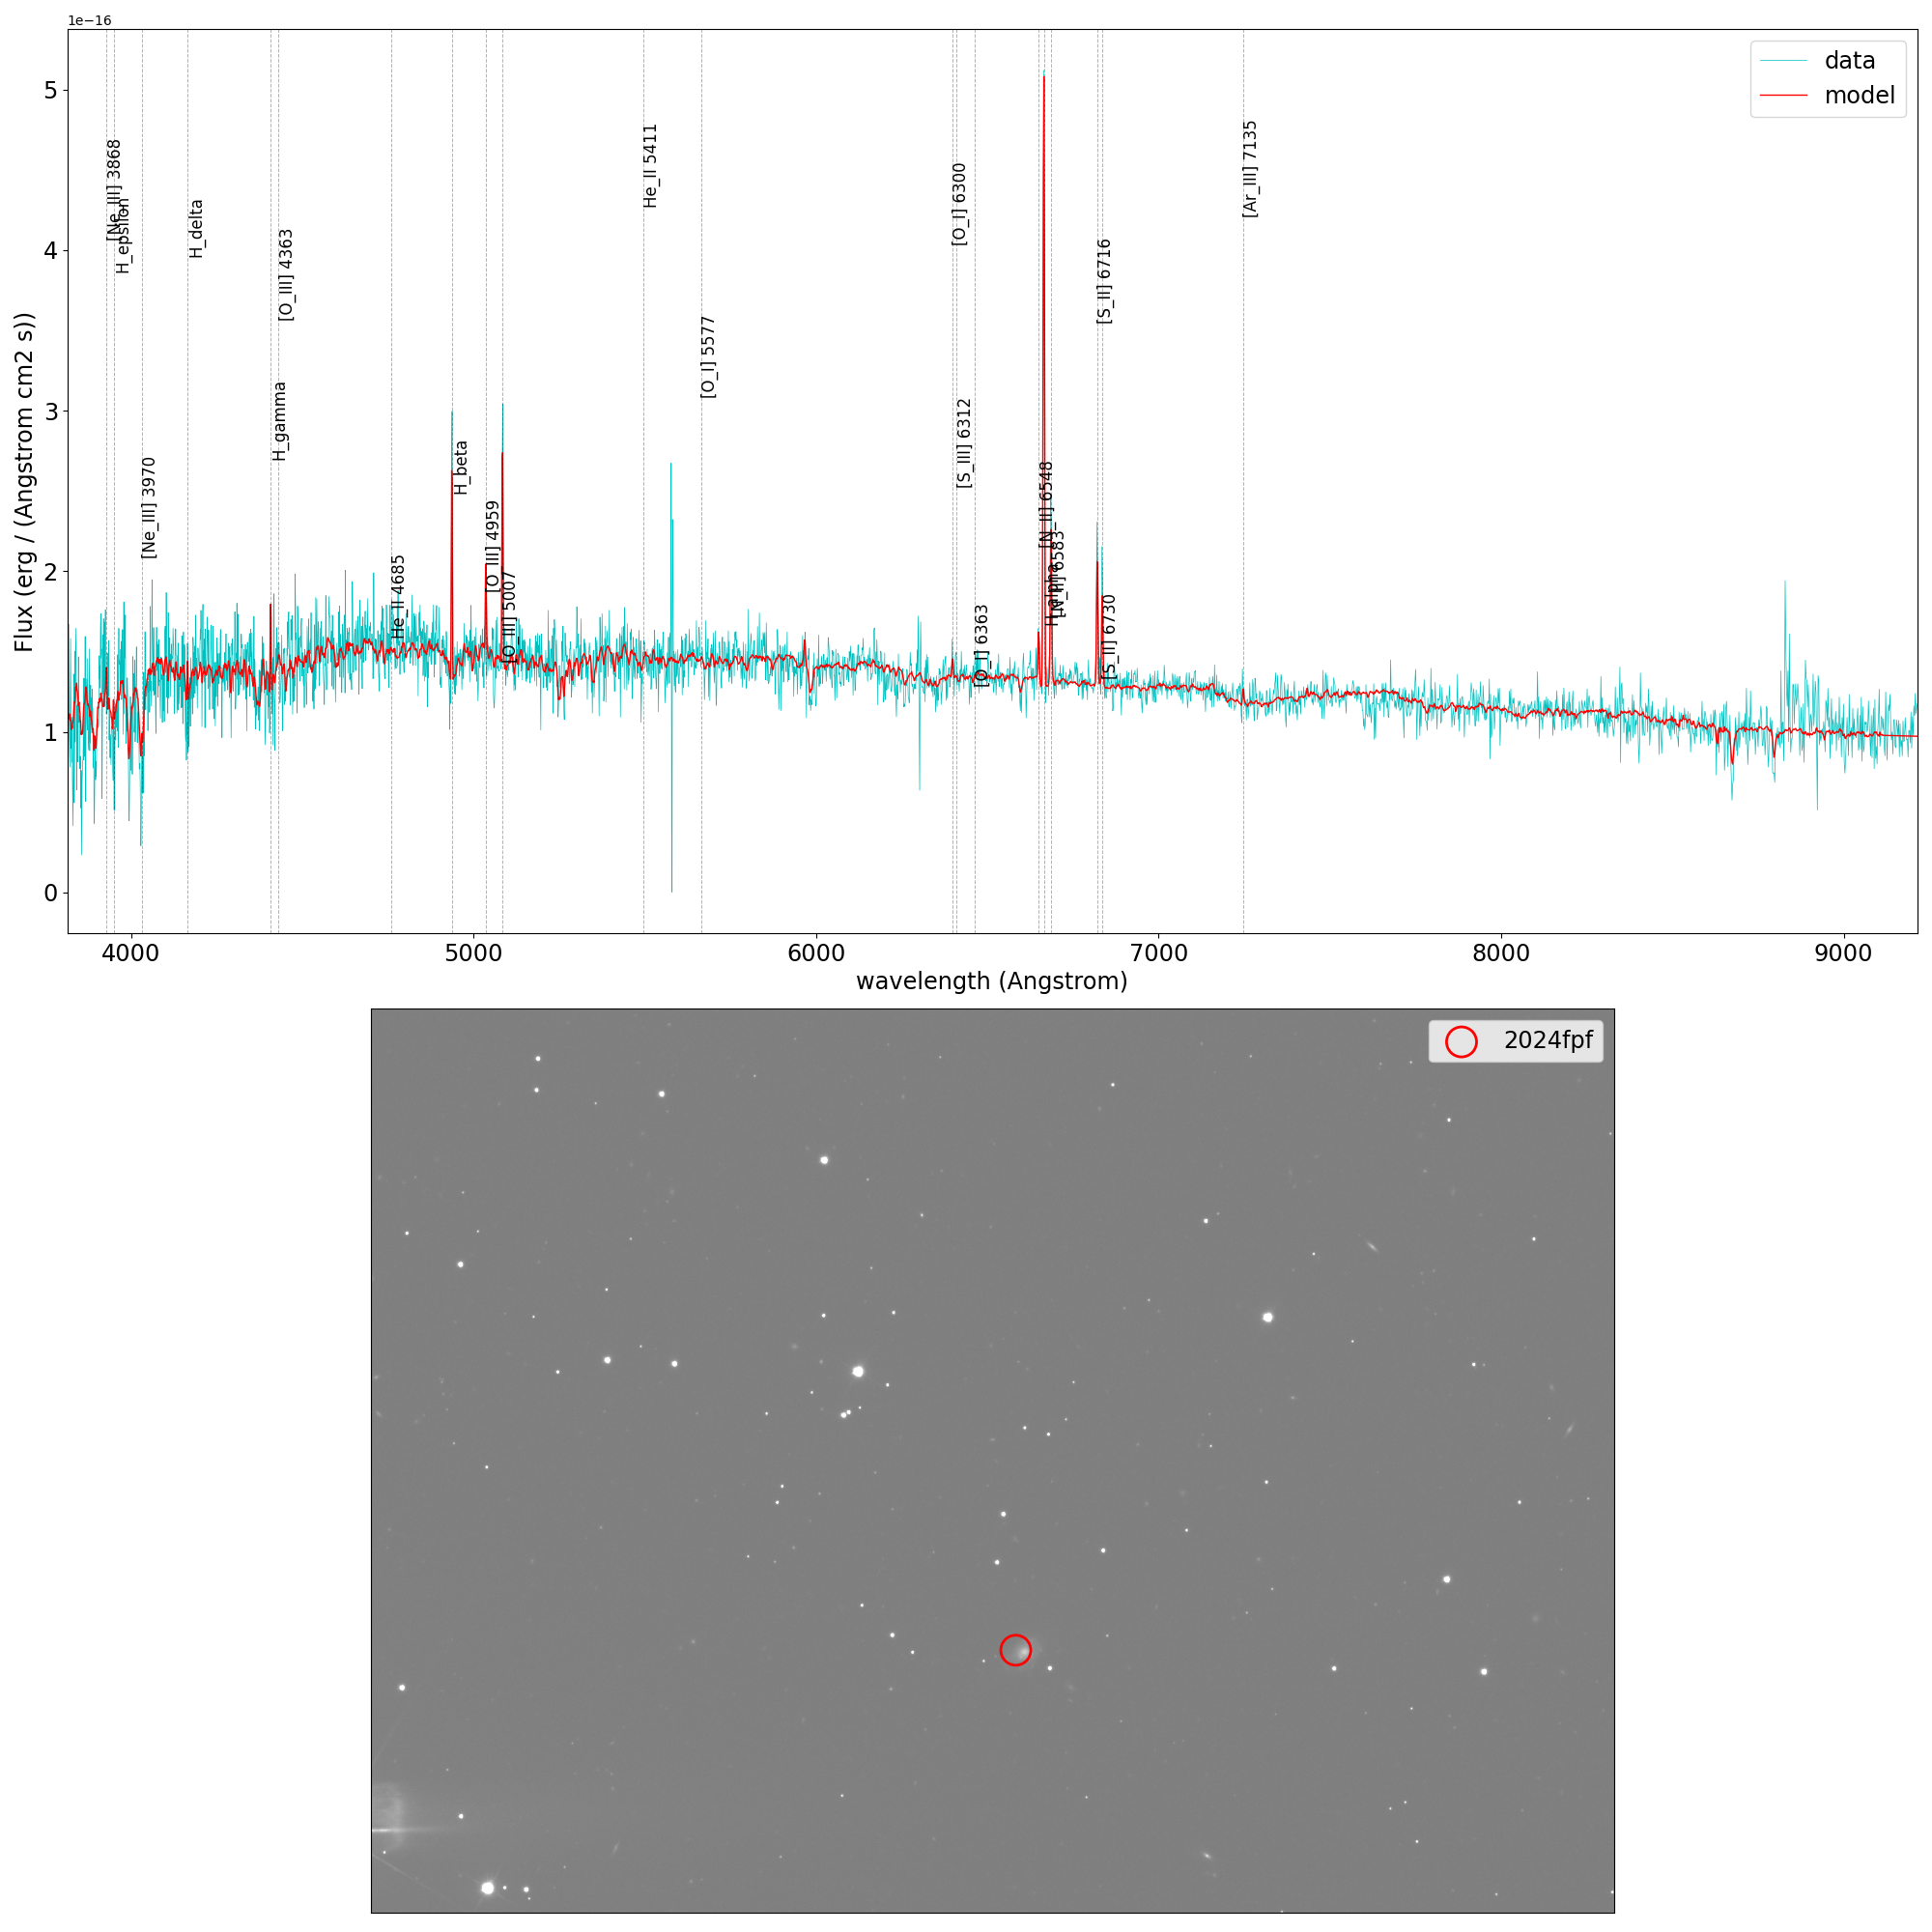 1e−16
data
model
5
4
3
2
1
0
Flux (erg / (Angstrom cm2 s))
[Ne_III] 3868
H_epsilon
[Ne_III] 3970
H_delta
H_gamma
[O_III] 4363
He_II 4685
H_beta
[O_III] 4959
[O_III] 5007
He_II 5411
[O_I] 5577
[O_I] 6300
[S_III] 6312
[O_I] 6363
[N_II] 6548
H_alpha
[N_II] 6583
[S_II] 6716
[S_II] 6730
[Ar_III] 7135
4000 5000 6000 7000 8000 9000
wavelength (Angstrom)
2024fpf